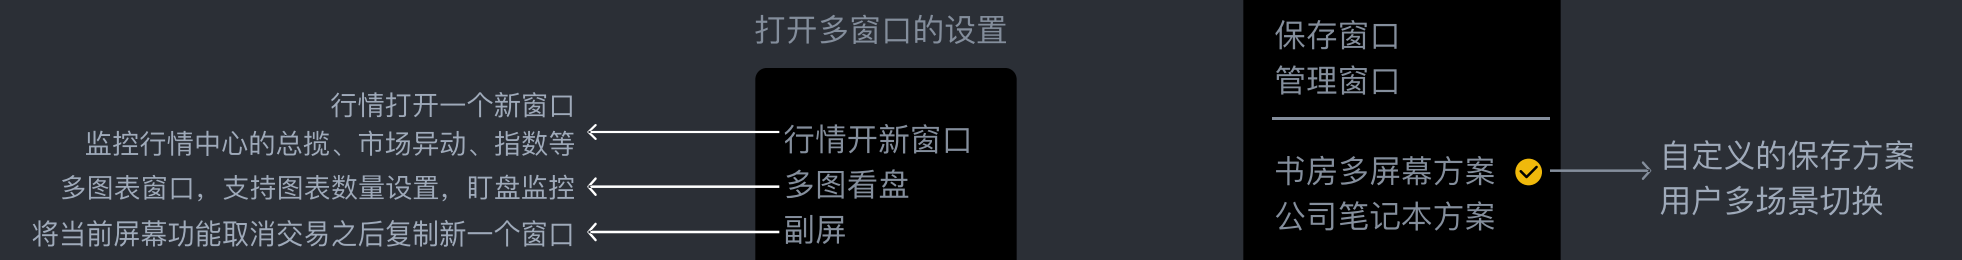 打开多窗口的设置
行情打开一个新窗口
监控行情中心的总揽、市场异动、指数等
多图表窗口，支持图表数量设置，盯盘监控
将当前屏幕功能取消交易之后复制新一个窗口
行情开新窗口
多图看盘
副屏
保存窗口
管理窗口
书房多屏幕方案
公司笔记本方案
自定义的保存方案
用户多场景切换